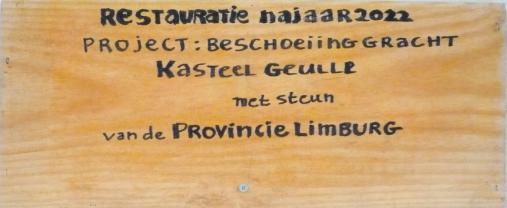 Restauratie najaar 2022
Project: Beschoeiing Gracht
Kasteel Geulle
met steun
van de Provincie Limburg